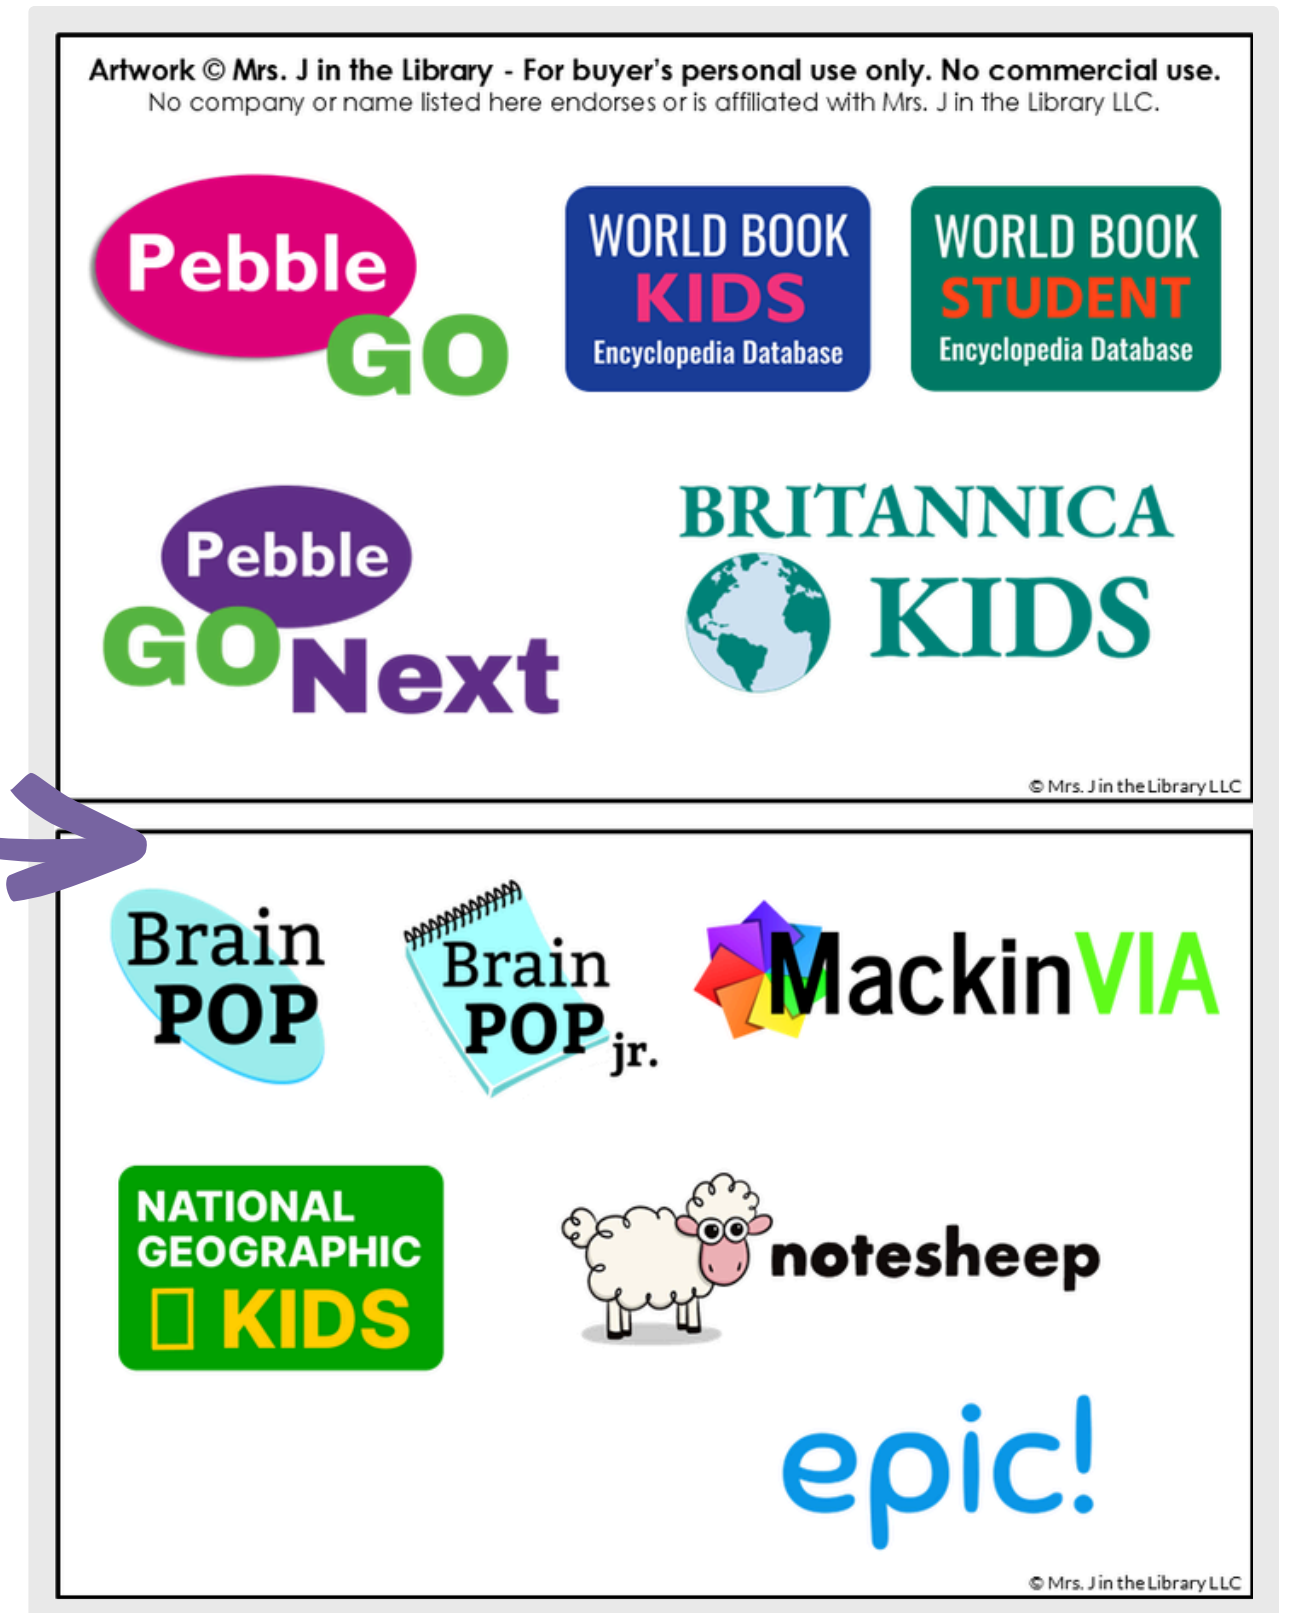 Artwork © Mrs. J in the Library - For buyer's personal use only. No commercial use.
No company or name listed here endorses or is affiliated with Mrs. J in the Library LLC.
Pebble
GO
WORLD BOOK
KIDS
Encyclopedia Database
WORLD BOOK
STUDENT
Encyclopedia Database
Pebble
GO Next
BRITANNICA
KIDS
© Mrs. J in the Library LLC
Brain
POP
Brain
POP jr.
MackinVIA
NATIONAL
GEOGRAPHIC
KIDS
notesheep
epic!
© Mrs. J in the Library LLC